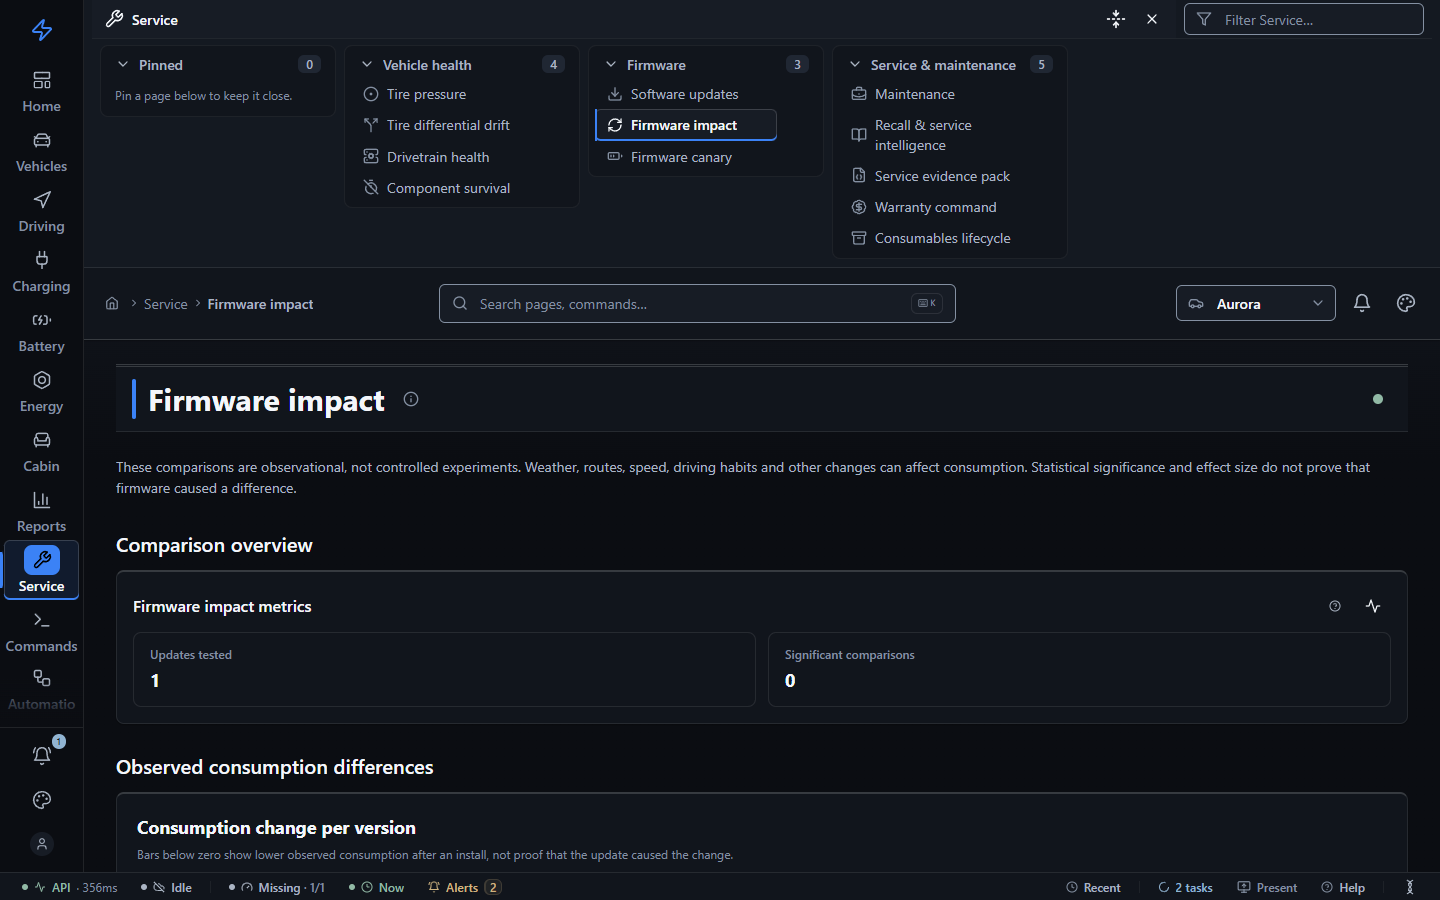 Service
Filter Service...
Pinned 0
Pin a page below to keep it close.
Vehicle health 4
Tire pressure
Tire differential drift
Drivetrain health
Component survival
Firmware 3
Software updates
Firmware impact
Firmware canary
Service & maintenance 5
Maintenance
Recall & service
intelligence
Service evidence pack
Warranty command
Consumables lifecycle
Home
Vehicles
Driving
Charging
Battery
Energy
Cabin
Reports
Service
Commands
Automatio
1
Service Firmware impact
Search pages, commands... K
Aurora
Firmware impact
These comparisons are observational, not controlled experiments. Weather, routes, speed, driving habits and other changes can affect consumption. Statistical significance and effect size do not prove that
firmware caused a difference.
Comparison overview
Firmware impact metrics
Updates tested
1
Significant comparisons
0
Observed consumption differences
Consumption change per version
Bars below zero show lower observed consumption after an install, not proof that the update caused the change.
API · 356ms Idle Missing · 1/1 Now Alerts 2 Recent 2 tasks Present Help